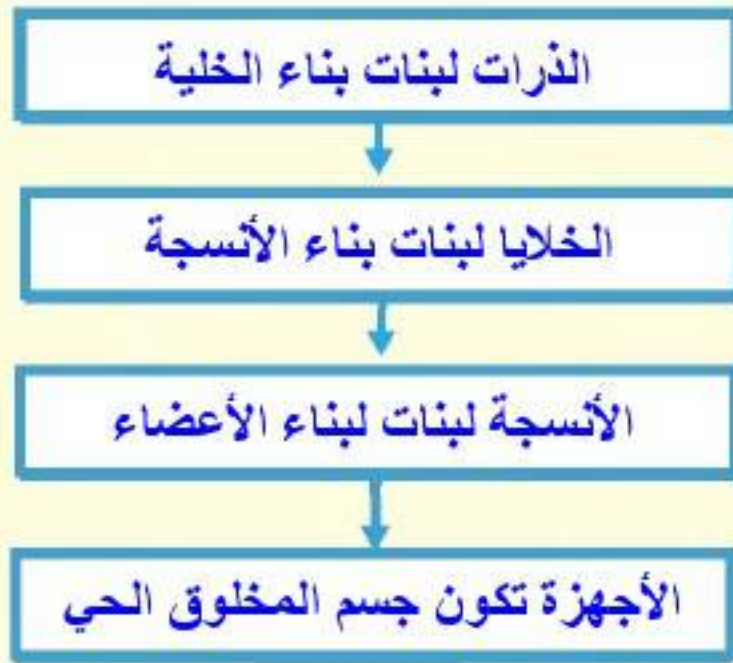 الذرات لبنات بناء الخلية
الخلايا لبنات بناء الأنسجة
الأنسجة لبنات لبناء الأعضاء
الأجهزة تكون جسم المخلوق الحي